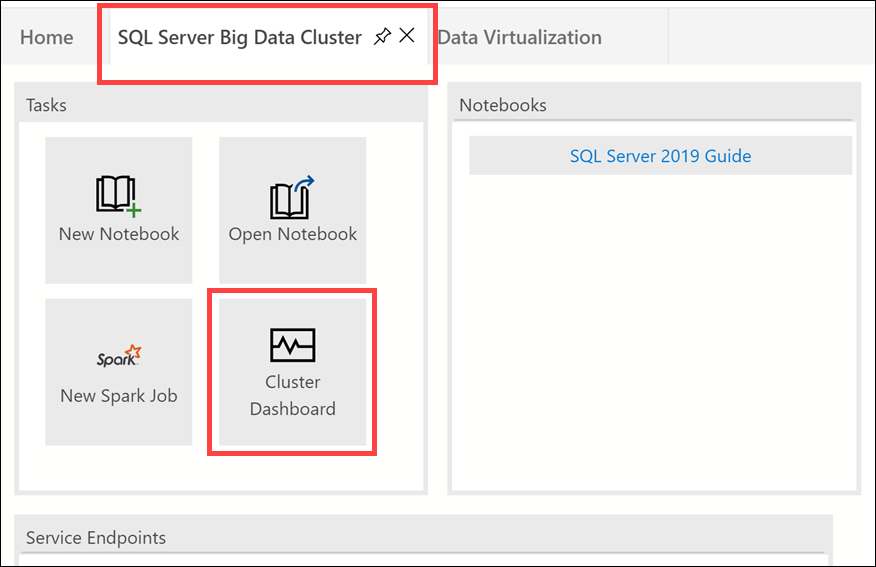 Home
SQL Server Big Data Cluster
Data Virtualization
Tasks
New Notebook
Open Notebook
Spark
New Spark Job
Cluster
Dashboard
Notebooks
SQL Server 2019 Guide
Service Endpoints